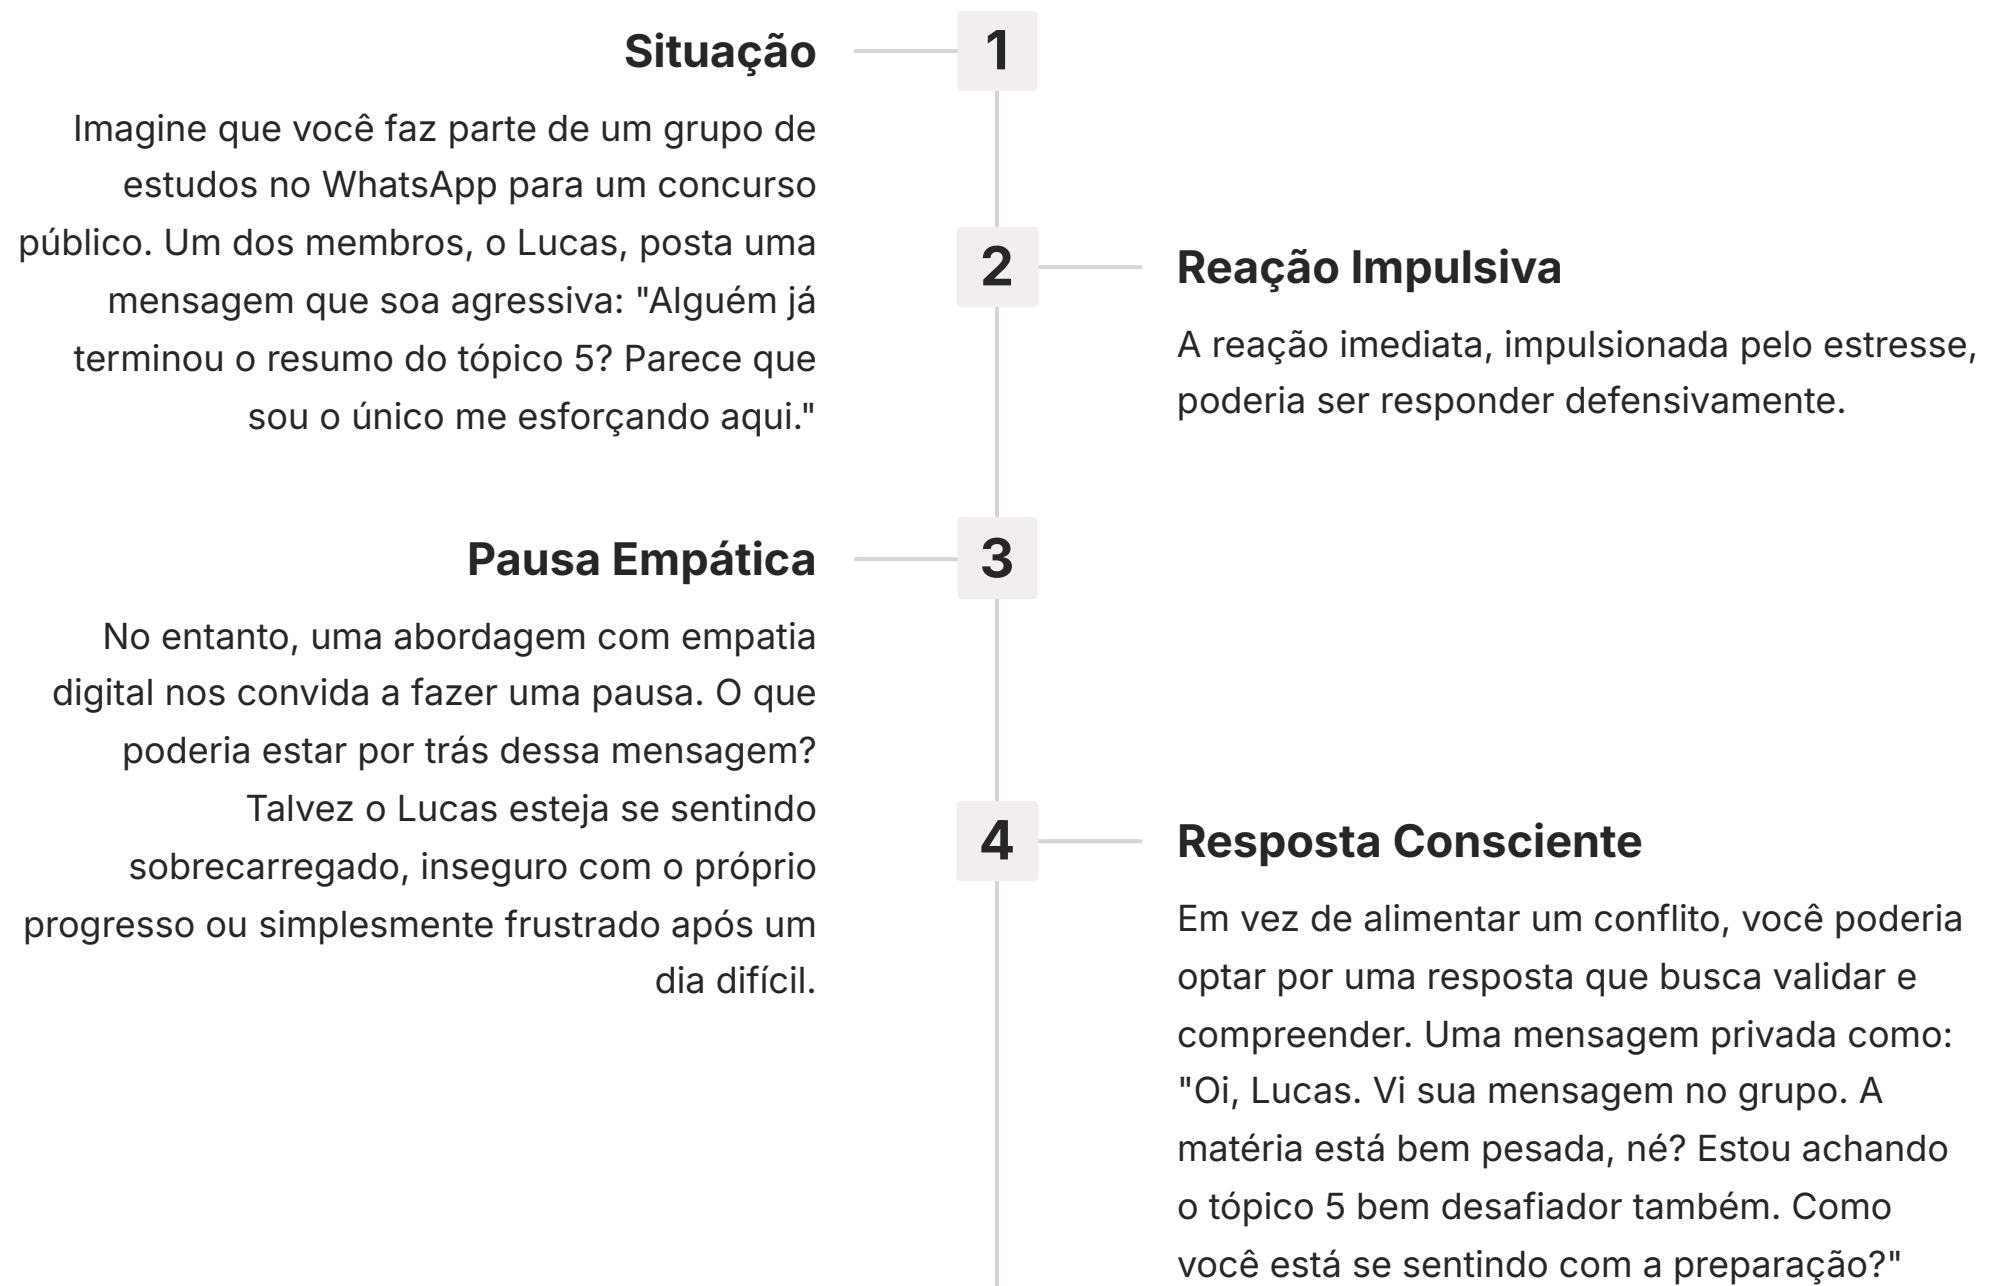 Situação
1
Imagine que você faz parte de um grupo de
estudos no WhatsApp para um concurso
público. Um dos membros, o Lucas, posta uma
mensagem que soa agressiva: "Alguém já
terminou o resumo do tópico 5? Parece que
sou o único me esforçando aqui."
2
Reação Impulsiva
A reação imediata, impulsionada pelo estresse,
poderia ser responder defensivamente.
Pausa Empática
3
No entanto, uma abordagem com empatia
digital nos convida a fazer uma pausa. O que
poderia estar por trás dessa mensagem?
Talvez o Lucas esteja se sentindo
sobrecarregado, inseguro com o próprio
progresso ou simplesmente frustrado após um
dia difícil.
4
Resposta Consciente
Em vez de alimentar um conflito, você poderia
optar por uma resposta que busca validar e
compreender. Uma mensagem privada como:
"Oi, Lucas. Vi sua mensagem no grupo. A
matéria está bem pesada, né? Estou achando
o tópico 5 bem desafiador também. Como
você está se sentindo com a preparação?"